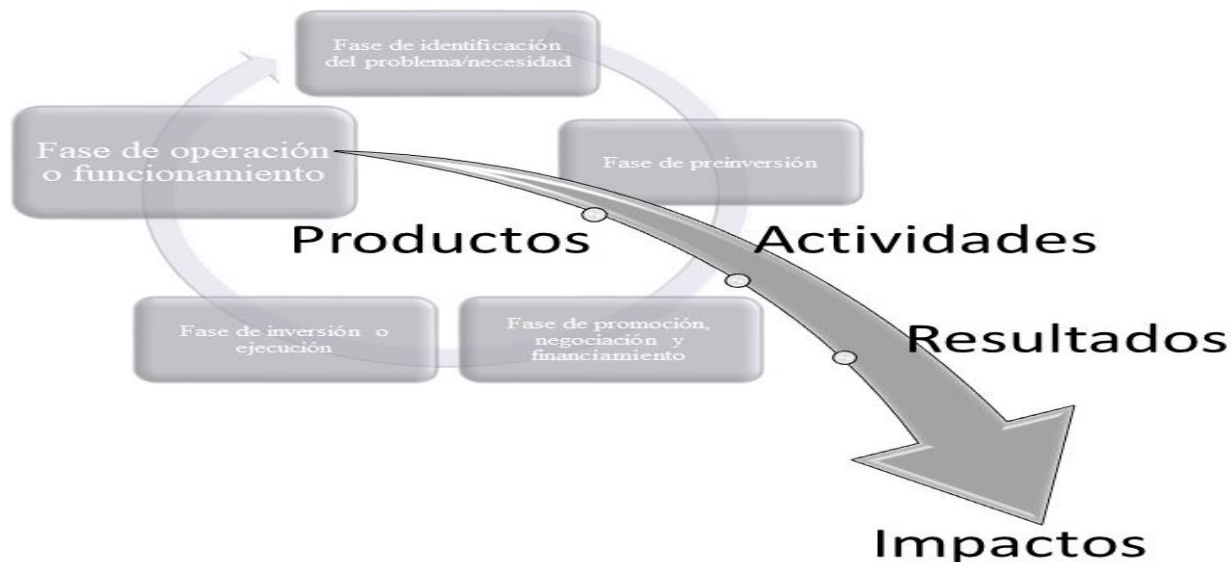 Fase de identificación
del problema/necesidad
Fase de operación
o funcionamiento
Fase de preinversión
Productos
Actividades
Fase de inversión o
ejecución
Fase de promoción,
negociación y
financiamiento
Resultados
Impactos